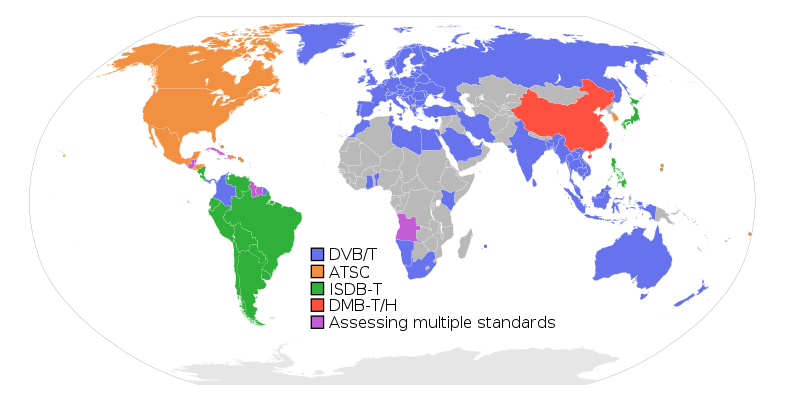 DVB/T
ATSC
ISDB-T
DMB-T/H
Assessing multiple standards